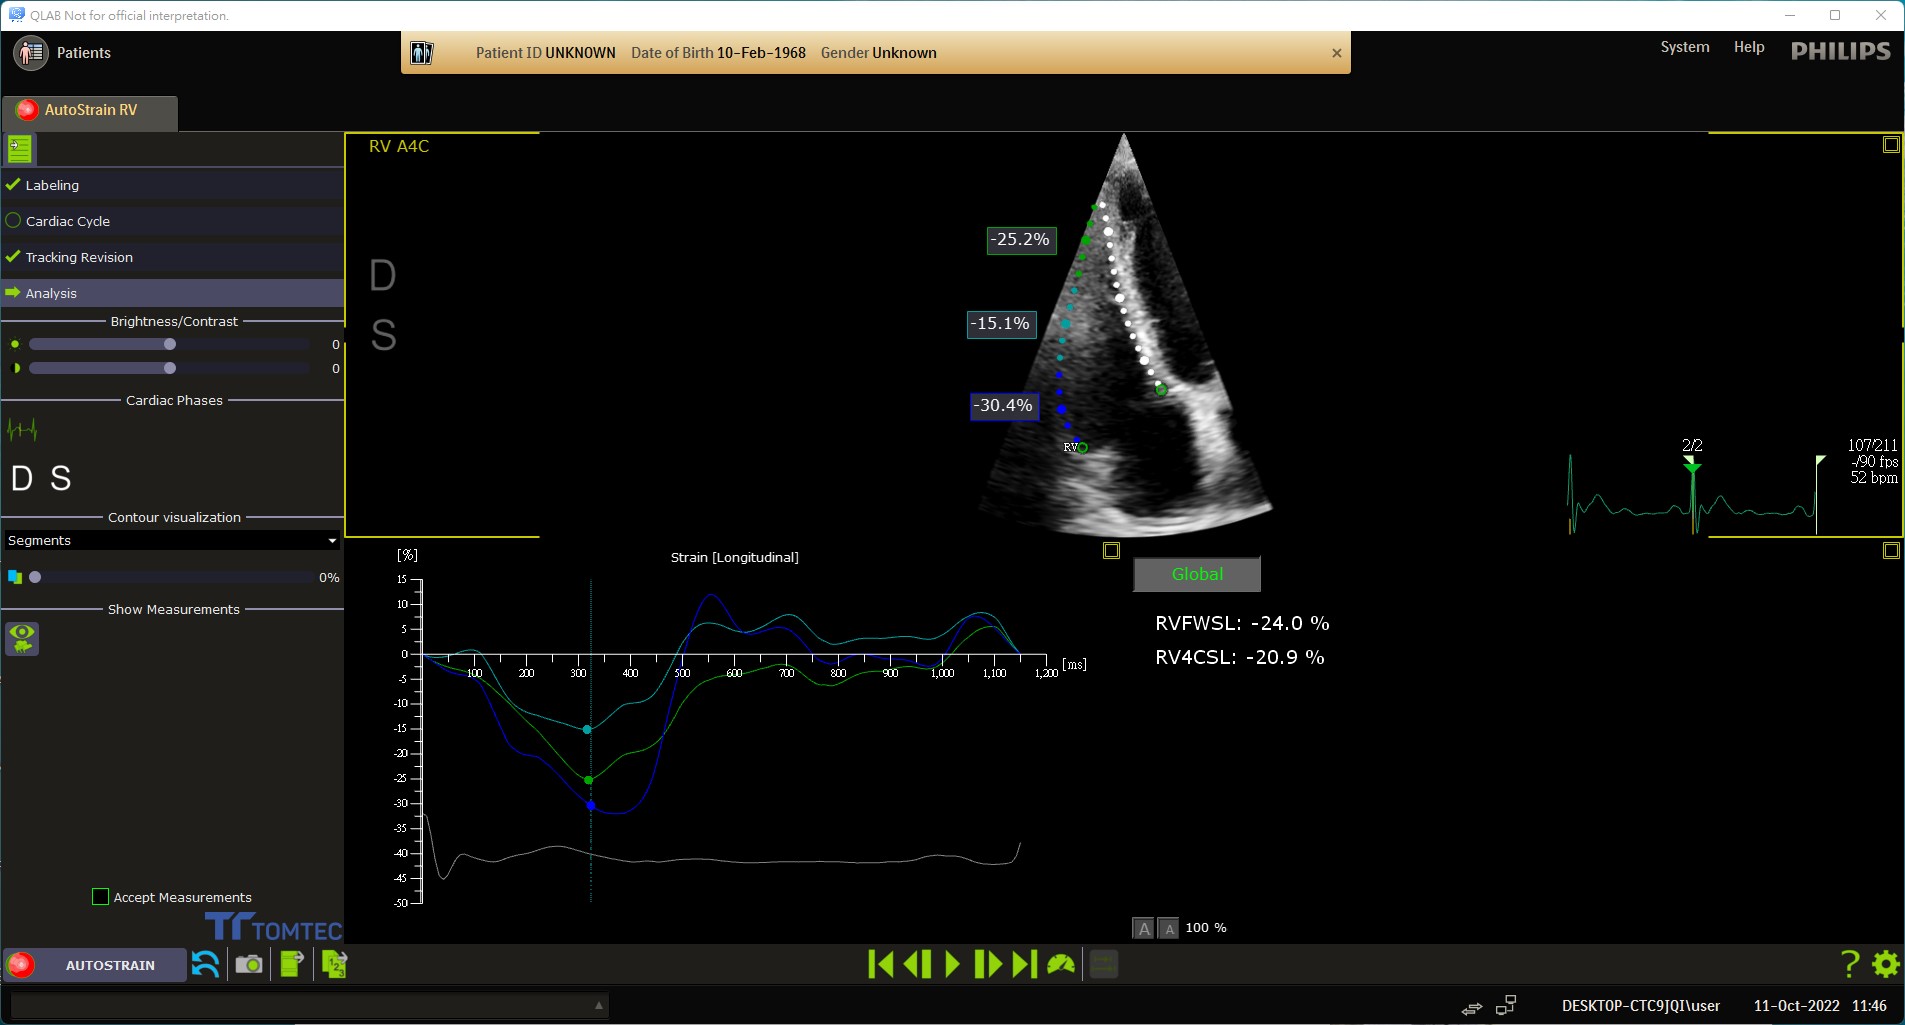 QLAB Not for official interpretation.
Patients
Patient ID UNKNOWN Date of Birth 10-Feb-1968 Gender Unknown
System Help PHILIPS
AutoStrain RV
Labeling
Cardiac Cycle
Tracking Revision
Analysis
Brightness/Contrast
0
0
Cardiac Phases
D S
Contour visualization
Segments
0%
Show Measurements
Accept Measurements
TOMTEC
RV A4C
D
S
-25.2%
-15.1%
-30.4%
RV
2/2
107/211
-/90 fps
52 bpm
[%]
Strain [Longitudinal]
15
10
5
0
-5
-10
-15
-20
-25
-30
-35
-40
-45
-50
100 200 300 400 500 600 700 800 900 1,000 1,100 1,200 [ms]
Global
RVFWSL: -24.0 %
RV4CSL: -20.9 %
A A 100 %
AUTOSTRAIN
123
?
DESKTOP-CTC9JQI\user 11-Oct-2022 11:46